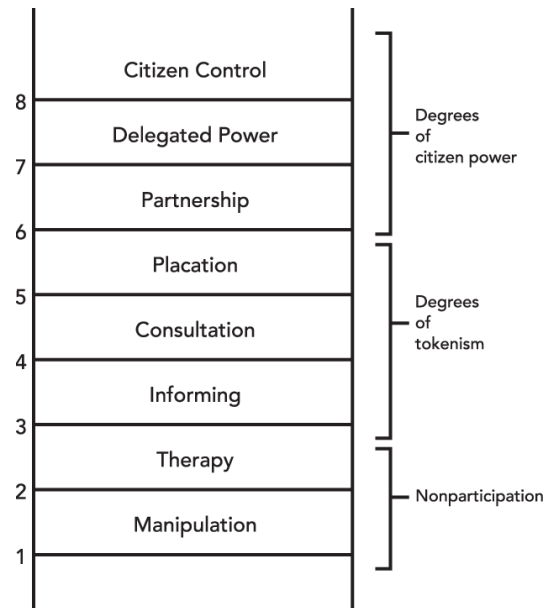 Citizen Control
8
Delegated Power
7
Partnership
6
Placation
5
Consultation
4
Informing
3
Therapy
2
Manipulation
1
Degrees
of
citizen power
Degrees
of
tokenism
Nonparticipation